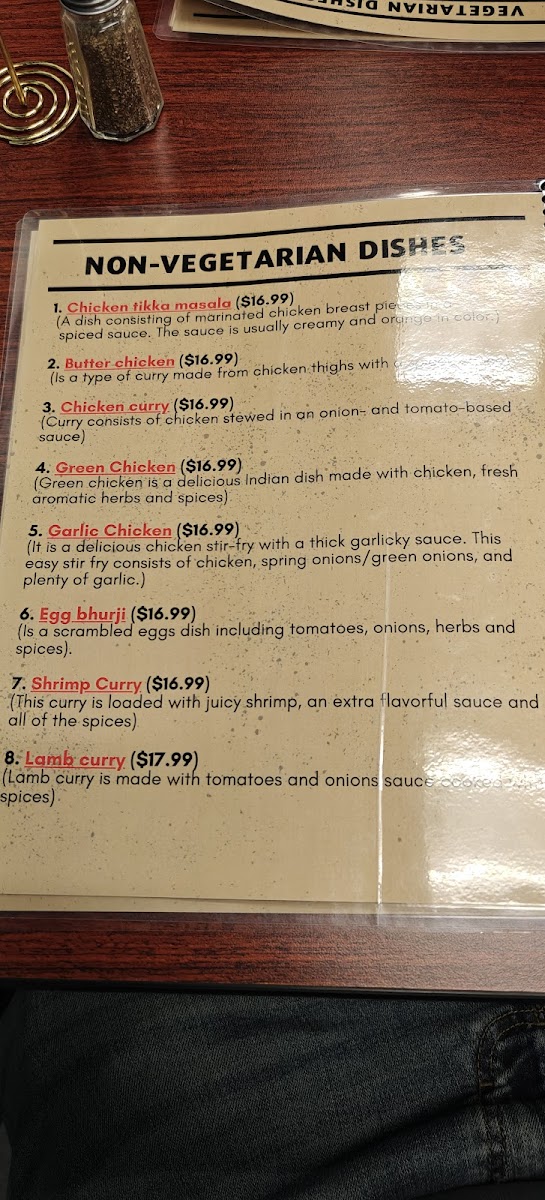 VEGETARIAN DISHES
NON-VEGETARIAN DISHES
1. Chicken tikka masala ($16.99)
(A dish consisting of marinated chicken breast pieces
spiced sauce. The sauce is usually creamy and orange in color.)
2. Butter chicken ($16.99)
(Is a type of curry made from chicken thighs with
3. Chicken curry ($16.99)
(Curry consists of chicken stewed in an onion- and tomato-based
sauce)
4. Green Chicken ($16.99)
(Green chicken is a delicious Indian dish made with chicken, fresh
aromatic herbs and spices)
5. Garlic Chicken ($16.99)
(It is a delicious chicken stir-fry with a thick garlicky sauce. This
easy stir fry consists of chicken, spring onions/green onions, and
plenty of garlic.)
6. Egg bhurji ($16.99)
(Is a scrambled eggs dish including tomatoes, onions, herbs and
spices).
7. Shrimp Curry ($16.99)
(This curry is loaded with juicy shrimp, an extra flavorful sauce and
all of the spices)
8. Lamb curry ($17.99)
(Lamb curry is made with tomatoes and onions sauce cooked
spices)